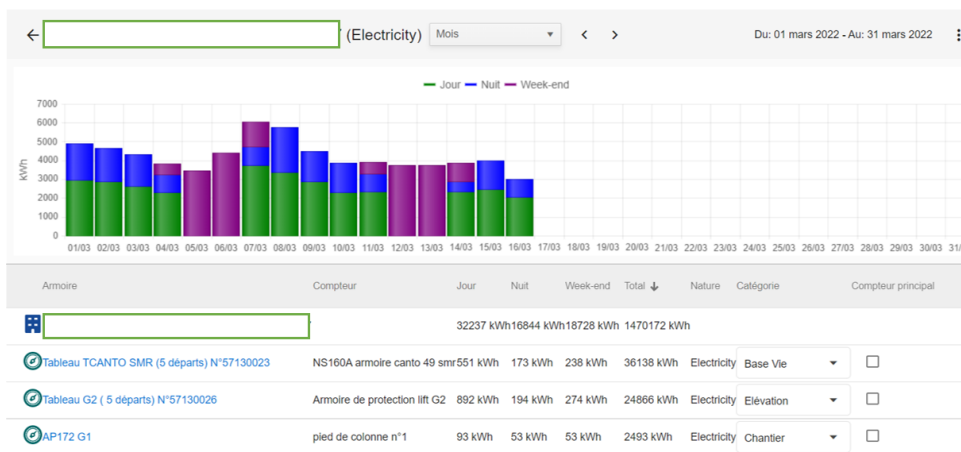 (Electricity) Mois Du: 01 mars 2022 - Au: 31 mars 2022
Jour Nuit Week-end
7000
6000
5000
4000
3000
2000
1000
0
kWh
01/03 02/03 03/03 04/03 05/03 06/03 07/03 08/03 09/03 10/03 11/03 12/03 13/03 14/03 15/03 16/03 17/03 18/03 19/03 20/03 21/03 22/03 23/03 24/03 25/03 26/03 27/03 28/03 29/03 30/03 31/
Armoire Compteur Jour Nuit Week-end Total Nature Catégorie Compteur principal
32237 kWh 16844 kWh 18728 kWh 1470172 kWh
Tableau TCANTO SMR (5 départs) N°57130023 NS160A armoire canto 49 smr 551 kWh 173 kWh 238 kWh 36138 kWh Electricity Base Vie
Tableau G2 ( 5 départs) N°57130026 Armoire de protection lift G2 892 kWh 194 kWh 274 kWh 24866 kWh Electricity Elévation
AP172 G1 pied de colonne n°1 93 kWh 53 kWh 53 kWh 2493 kWh Electricity Chantier